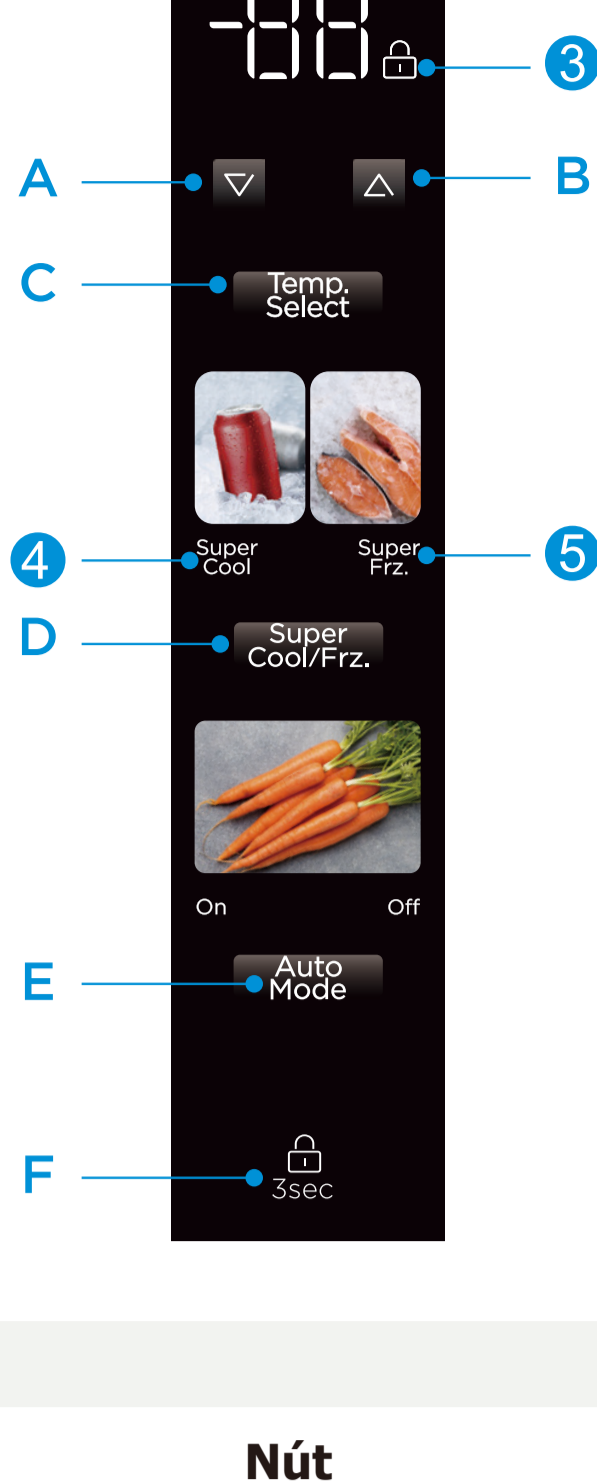 -88
3
A
B
C
Temp.
Select
Super
Cool
Super
Frz.
4
5
D
Super
Cool/Frz.
On
Off
E
Auto
Mode
F
3sec
Nút